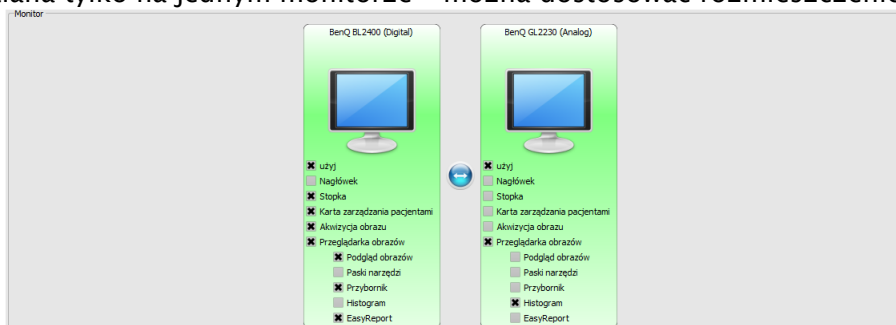 tylko na jednym monitorze można dostosować rozmieszczenie
Monitor
BenQ BL2400 (Digital)
użyj
Nagłówek
Stopka
Karta zarządzania pacjentami
Akwizycja obrazu
Przeglądarka obrazów
Podgląd obrazów
Paski narzędzi
Przybornik
Histogram
EasyReport
BenQ GL2230 (Analog)
użyj
Nagłówek
Stopka
Karta zarządzania pacjentami
Akwizycja obrazu
Przeglądarka obrazów
Podgląd obrazów
Paski narzędzi
Przybornik
Histogram
EasyReport